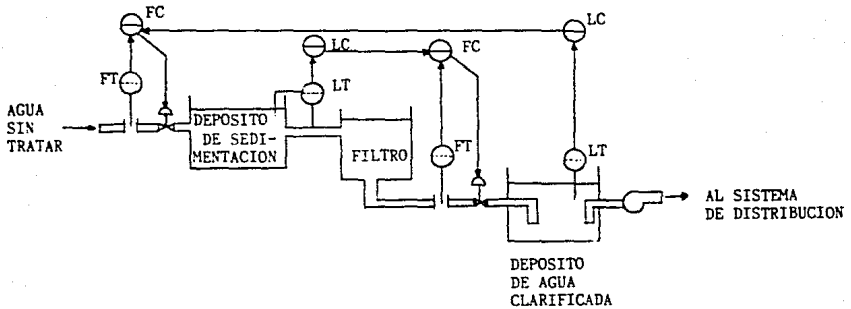 FC
LC
LC
FC
FT
LT
AGUA
SIN
TRATAR
DEPOSITO
DE SEDI-
MENTACION
FILTRO
FT
LT
AL SISTEMA
DE DISTRIBUCION
DEPOSITO
DE AGUA
CLARIFICADA